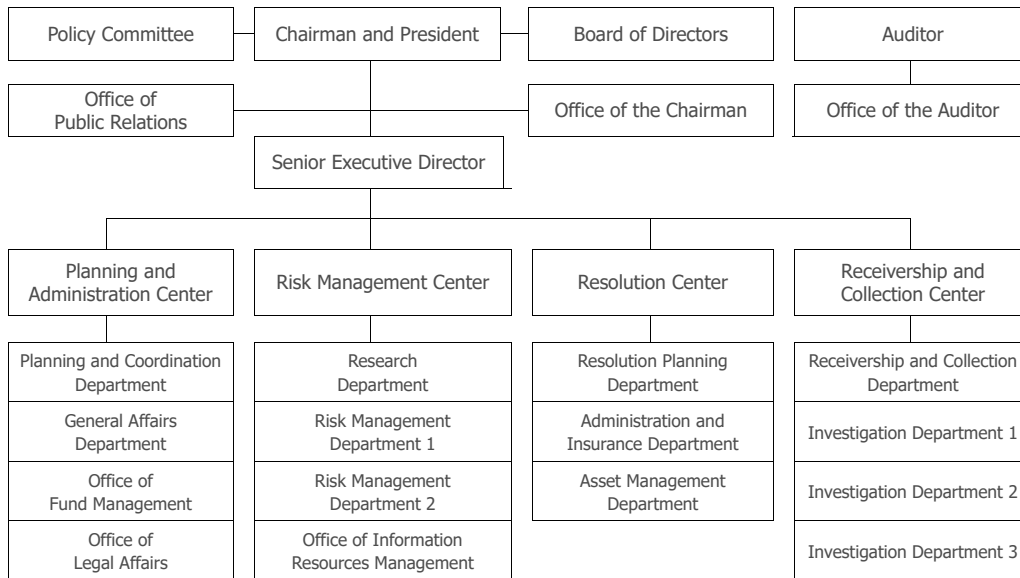 Policy Committee
Chairman and President
Board of Directors
Auditor
Office of
Public Relations
Office of the Chairman
Office of the Auditor
Senior Executive Director
Planning and
Administration Center
Risk Management Center
Resolution Center
Receivership and
Collection Center
Planning and Coordination
Department
General Affairs
Department
Office of
Fund Management
Office of
Legal Affairs
Research
Department
Risk Management
Department 1
Risk Management
Department 2
Office of Information
Resources Management
Resolution Planning
Department
Administration and
Insurance Department
Asset Management
Department
Receivership and Collection
Department
Investigation Department 1
Investigation Department 2
Investigation Department 3